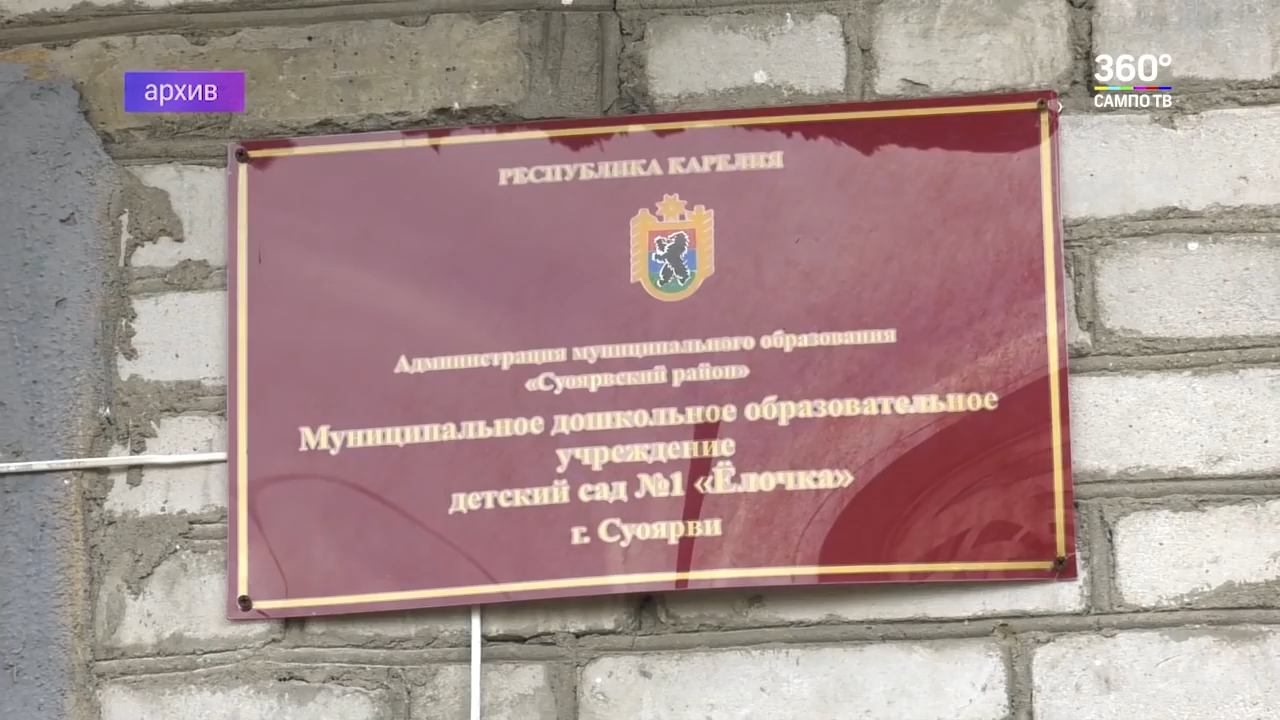 архив
360°
САМПО ТВ
РЕСПУБЛИКА КАРЕЛИЯ
Администрация муниципального образования
«Суоярвский район»
Муниципальное дошкольное образовательное
учреждение
детский сад №1 «Ёлочка»
г. Суоярви